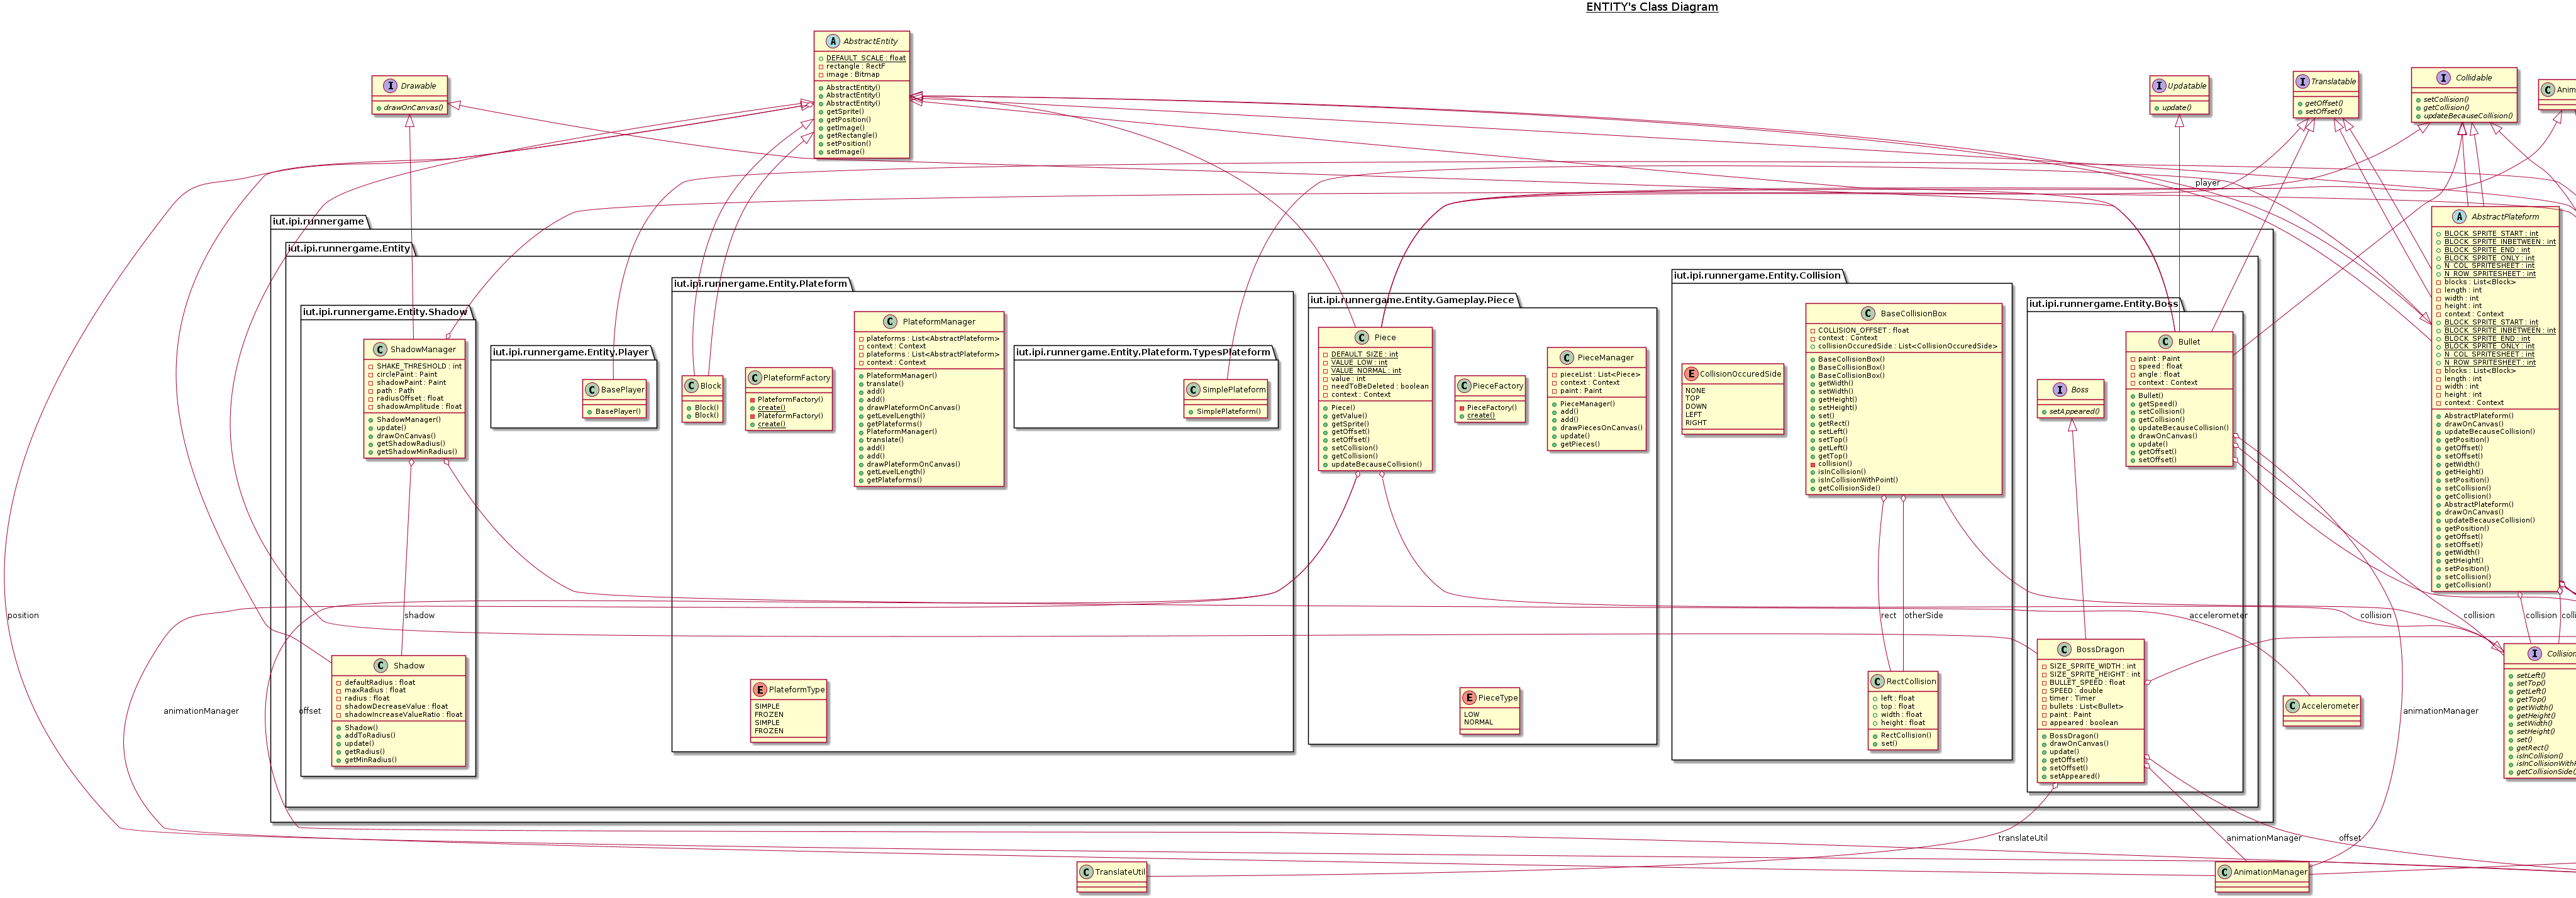 ENTITY's Class Diagram
AbstractEntity
DEFAULT_SCALE : float
rectangle : RectF
image : Bitmap
AbstractEntity()
AbstractEntity()
AbstractEntity()
getSprite()
getPosition()
getImage()
getRectangle()
setPosition()
setImage()
Drawable
drawOnCanvas()
Updatable
update()
Translatable
getOffset()
setOffset()
Collidable
setCollision()
getCollision()
updateBecauseCollision()
player
AbstractPlateform
BLOCK_SPRITE_START : int
BLOCK_SPRITE_INBETWEEN : int
BLOCK_SPRITE_END : int
BLOCK_SPRITE_ONLY : int
N_COL_SPRITESHEET : int
N_ROW_SPRITESHEET : int
blocks : List<Block>
length : int
width : int
height : int
context : Context
BLOCK_SPRITE_START : int
BLOCK_SPRITE_INBETWEEN : int
BLOCK_SPRITE_END : int
BLOCK_SPRITE_ONLY : int
N_COL_SPRITESHEET : int
N_ROW_SPRITESHEET : int
blocks : List<Block>
length : int
width : int
height : int
context : Context
AbstractPlateform()
drawOnCanvas()
updateBecauseCollision()
getPosition()
getOffset()
setOffset()
getWidth()
getHeight()
setPosition()
setCollision()
getCollision()
AbstractPlateform()
drawOnCanvas()
updateBecauseCollision()
getPosition()
getOffset()
setOffset()
getWidth()
getHeight()
setPosition()
setCollision()
getCollision()
iut.ipi.runnergame
iut.ipi.runnergame.Entity
iut.ipi.runnergame.Entity.Shadow
ShadowManager
SHAKE_THRESHOLD : int
circlePaint : Paint
shadowPaint : Paint
path : Path
radiusOffset : float
shadowAmplitude : float
ShadowManager()
update()
drawOnCanvas()
getShadowRadius()
getShadowMinRadius()
shadow
Shadow
defaultRadius : float
maxRadius : float
radius : float
shadowDecreaseValue : float
shadowIncreaseValueRatio : float
Shadow()
addToRadius()
update()
getRadius()
getMinRadius()
iut.ipi.runnergame.Entity.Player
BasePlayer
BasePlayer()
iut.ipi.runnergame.Entity.Plateform
Block
Block()
Block()
PlateformFactory
PlateformFactory()
create()
PlateformFactory()
create()
PlateformManager
plateforms : List<AbstractPlateform>
context : Context
plateforms : List<AbstractPlateform>
context : Context
PlateformManager()
translate()
add()
add()
drawPlateformOnCanvas()
getLevelLength()
getPlateforms()
PlateformManager()
translate()
add()
add()
drawPlateformOnCanvas()
getLevelLength()
getPlateforms()
iut.ipi.runnergame.Entity.Plateform.TypesPlateform
SimplePlateform
SimplePlateform()
PlateformType
SIMPLE
FROZEN
SIMPLE
FROZEN
iut.ipi.runnergame.Entity.Gameplay.Piece
Piece
DEFAULT_SIZE : int
VALUE_LOW : int
VALUE_NORMAL : int
value : int
needToBeDeleted : boolean
context : Context
Piece()
getValue()
getSprite()
getOffset()
setOffset()
setCollision()
getCollision()
updateBecauseCollision()
PieceFactory
PieceFactory()
create()
PieceManager
pieceList : List<Piece>
context : Context
paint : Paint
PieceManager()
add()
add()
drawPiecesOnCanvas()
update()
getPieces()
PieceType
LOW
NORMAL
iut.ipi.runnergame.Entity.Collision
CollisionOccuredSide
NONE
TOP
DOWN
LEFT
RIGHT
BaseCollisionBox
COLLISION_OFFSET : float
context : Context
collisionOccuredSide : List<CollisionOccuredSide>
BaseCollisionBox()
BaseCollisionBox()
BaseCollisionBox()
getWidth()
setWidth()
getHeight()
setHeight()
set()
getRect()
setLeft()
setTop()
getLeft()
getTop()
collision()
isInCollision()
isInCollisionWithPoint()
getCollisionSide()
rect
otherSide
RectCollision
left : float
top : float
width : float
height : float
RectCollision()
set()
iut.ipi.runnergame.Entity.Boss
Boss
setAppeared()
Bullet
paint : Paint
speed : float
angle : float
context : Context
Bullet()
getSpeed()
setCollision()
getCollision()
updateBecauseCollision()
drawOnCanvas()
update()
getOffset()
setOffset()
BossDragon
SIZE_SPRITE_WIDTH : int
SIZE_SPRITE_HEIGHT : int
BULLET_SPEED : float
SPEED : double
timer : Timer
bullets : List<Bullet>
paint : Paint
appeared : boolean
BossDragon()
drawOnCanvas()
update()
getOffset()
setOffset()
setAppeared()
position
animationManager
offset
accelerometer
collision
collision
collision
animationManager
Accelerometer
setLeft()
setTop()
getLeft()
getTop()
getWidth()
getHeight()
setWidth()
setHeight()
set()
getRect()
isInCollision()
translateUtil
animationManager
offset
TranslateUtil
AnimationManager